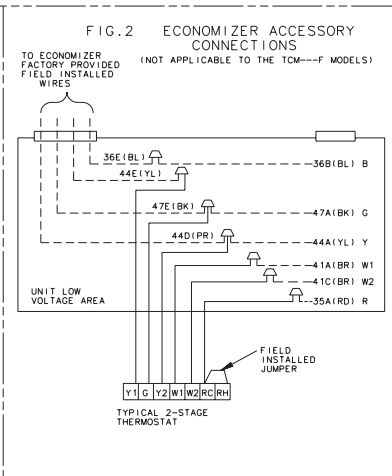 FIG.2 ECONOMIZER ACCESSORY
CONNECTIONS
(NOT APPLICABLE TO THE TCM---F MODELS)
TO ECONOMIZER
FACTORY PROVIDED
FIELD INSTALLED
WIRES
36E(BL)
36B(BL) B
44E(YL)
47E(BK)
47A(BK) G
44D(PR)
44A(YL) Y
41A(BR) W1
41C(BR) W2
35A(RD) R
UNIT LOW
VOLTAGE AREA
FIELD
INSTALLED
JUMPER
Y1 G Y2 W1 W2 RC RH
TYPICAL 2-STAGE
THERMOSTAT